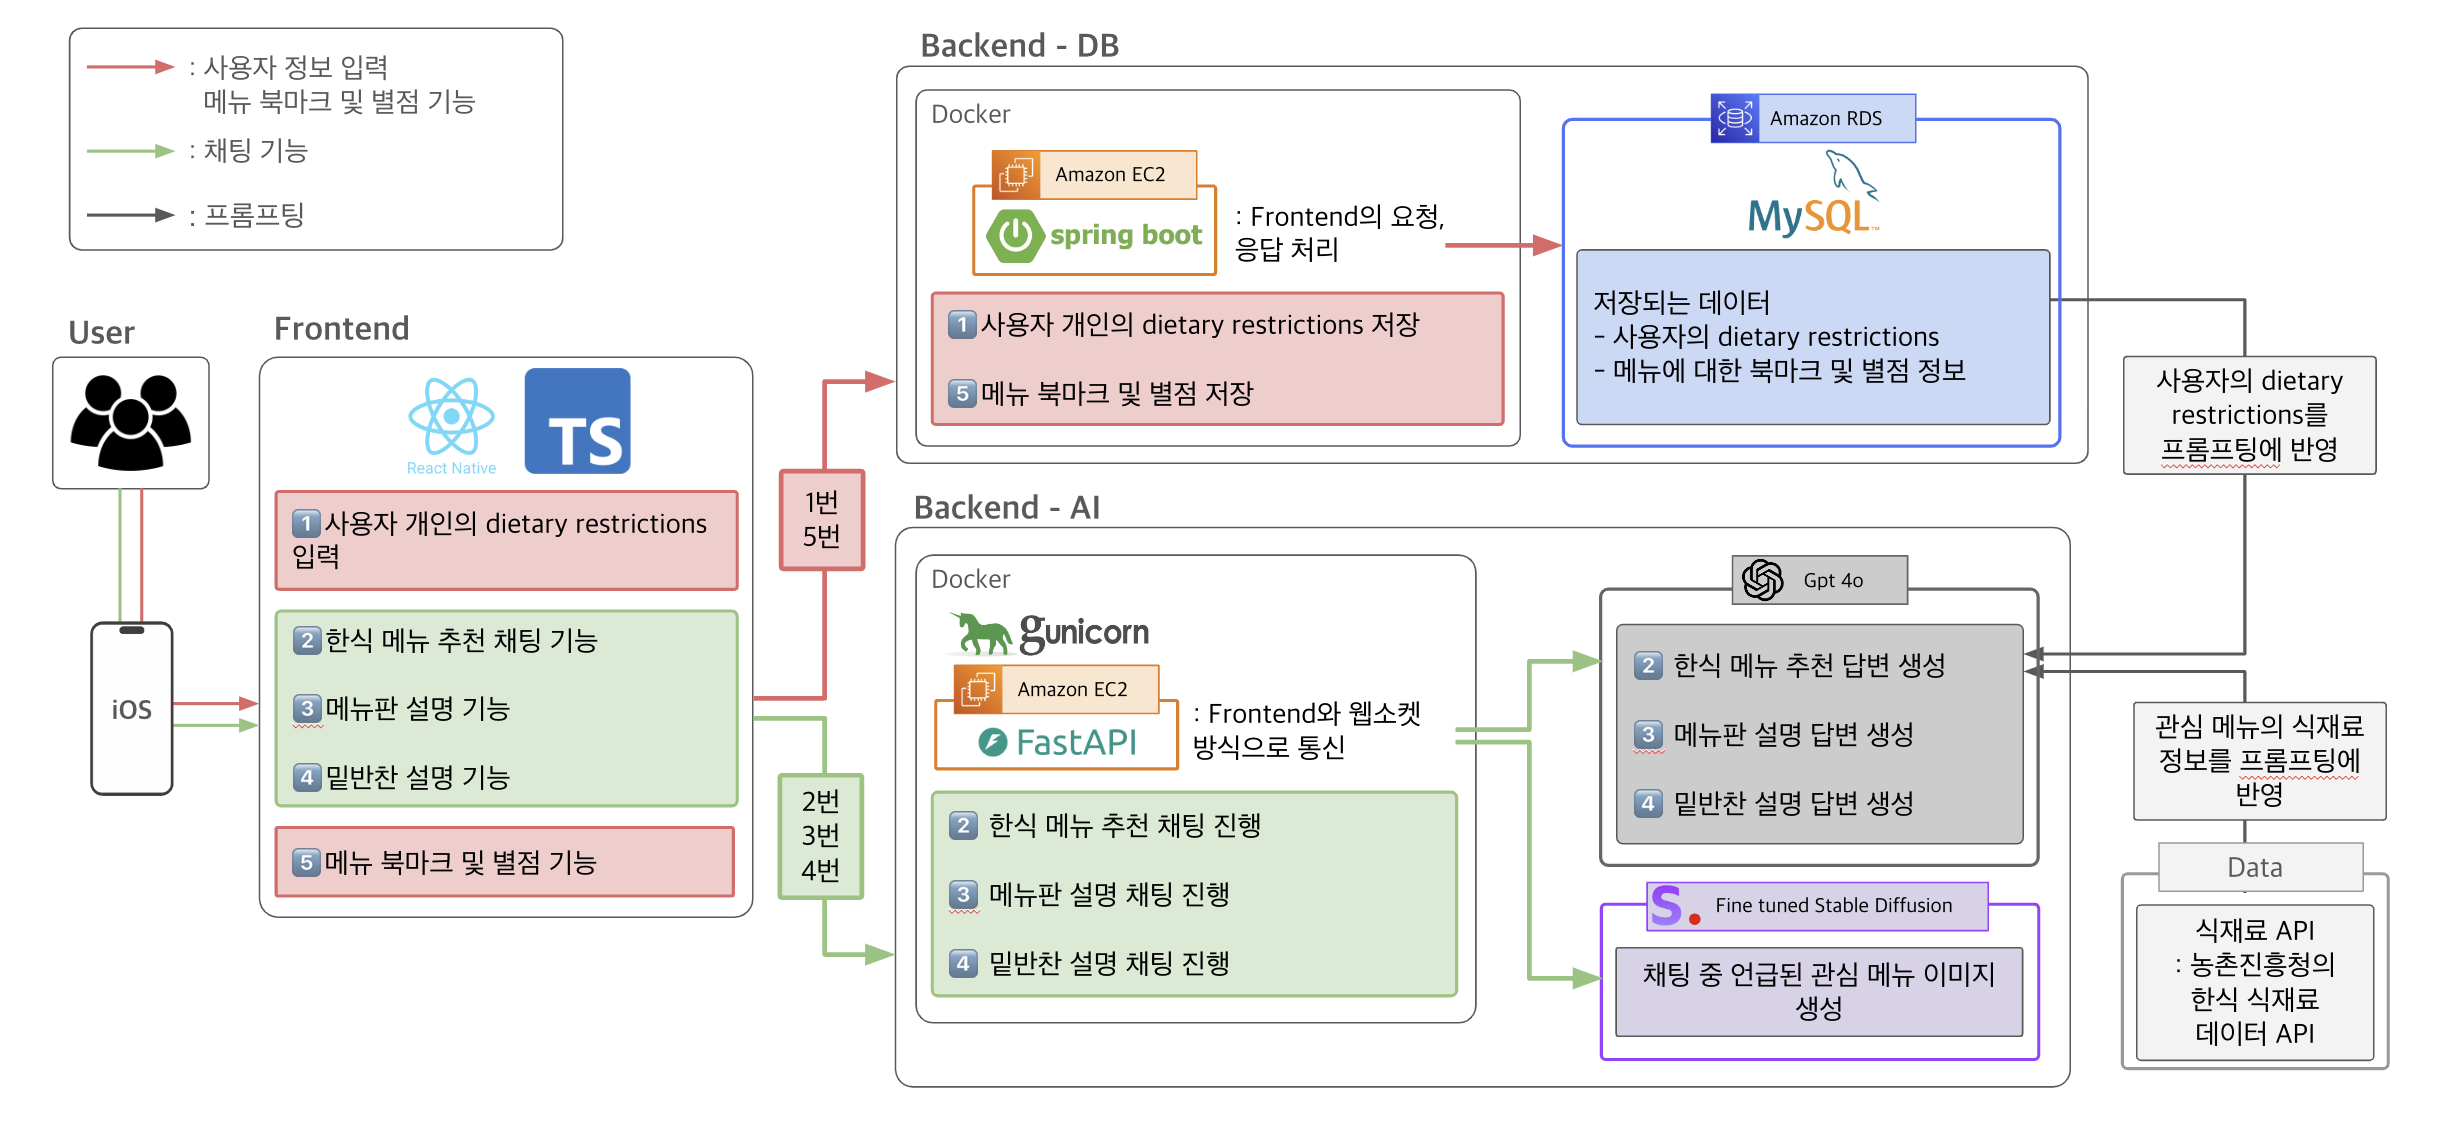 : 사용자 정보 입력
메뉴 북마크 및 별점 기능
: 채팅 기능
: 프롬프팅
User
iOS
Frontend
React Native
TS
1 사용자 개인의 dietary restrictions
입력
2 한식 메뉴 추천 채팅 기능
3 메뉴판 설명 기능
4 밑반찬 설명 기능
5 메뉴 북마크 및 별점 기능
1번
5번
2번
3번
4번
Backend - DB
Docker
Amazon EC2
spring boot
: Frontend의 요청,
응답 처리
1 사용자 개인의 dietary restrictions 저장
5 메뉴 북마크 및 별점 저장
Amazon RDS
MySQL™
저장되는 데이터
- 사용자의 dietary restrictions
- 메뉴에 대한 북마크 및 별점 정보
사용자의 dietary
restrictions를
프롬프팅에 반영
Backend - AI
Docker
gunicorn
Amazon EC2
FastAPI
: Frontend와 웹소켓
방식으로 통신
2 한식 메뉴 추천 채팅 진행
3 메뉴판 설명 채팅 진행
4 밑반찬 설명 채팅 진행
Gpt 4o
2 한식 메뉴 추천 답변 생성
3 메뉴판 설명 답변 생성
4 밑반찬 설명 답변 생성
S. Fine tuned Stable Diffusion
채팅 중 언급된 관심 메뉴 이미지
생성
관심 메뉴의 식재료
정보를 프롬프팅에
반영
Data
식재료 API
: 농촌진흥청의
한식 식재료
데이터 API